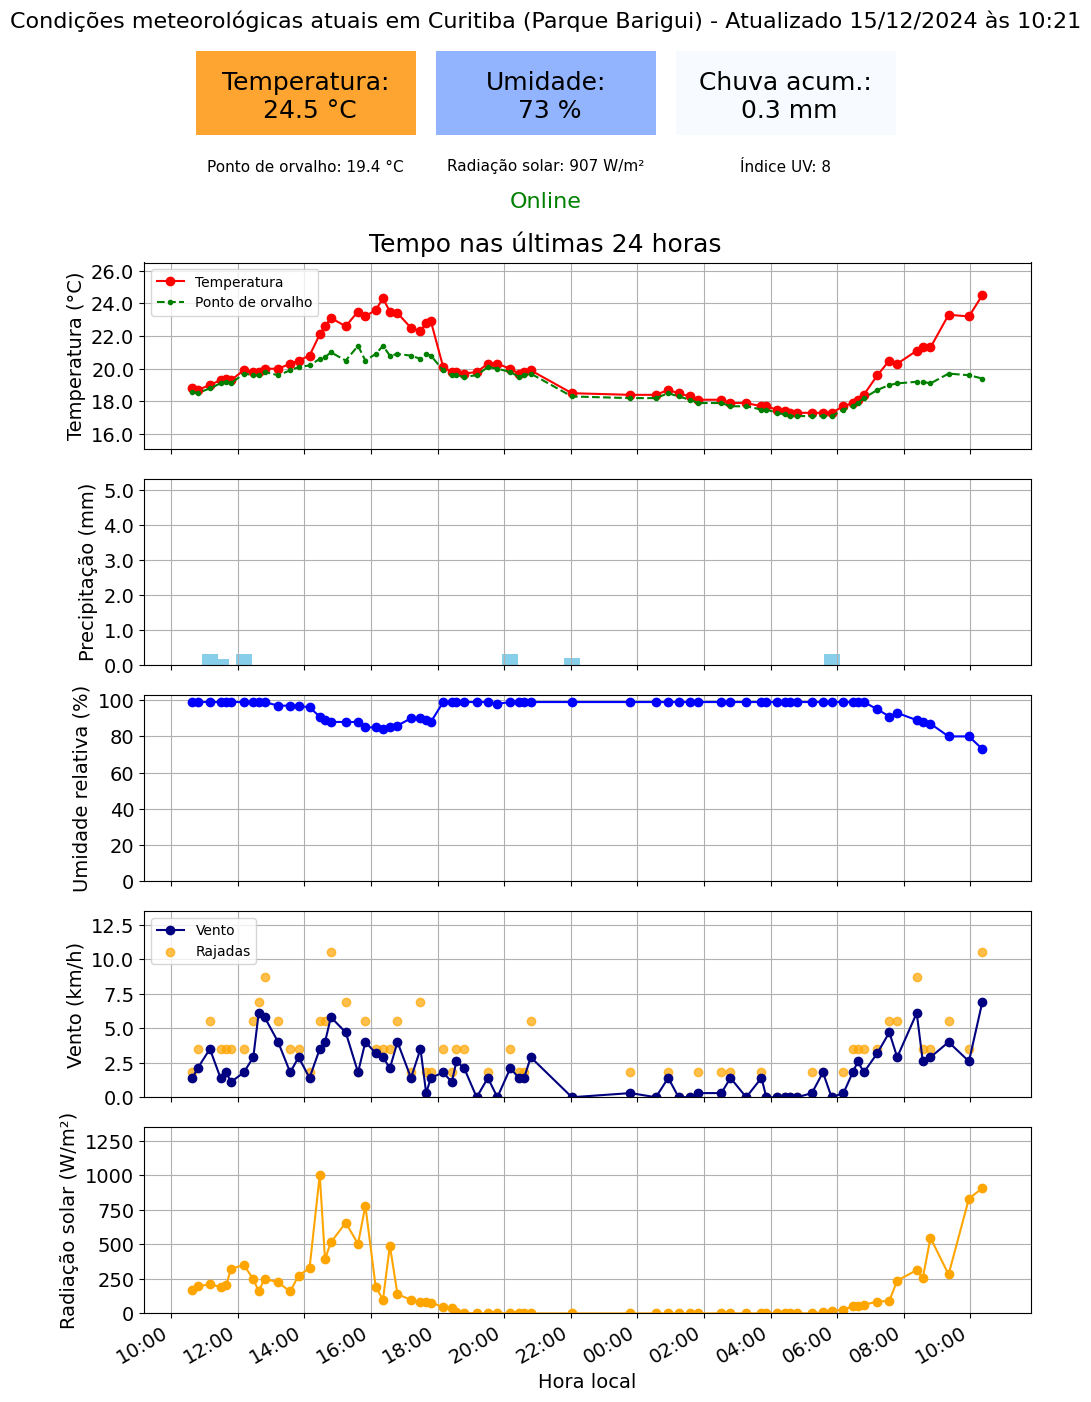 Condições meteorológicas atuais em Curitiba (Parque Barigui) - Atualizado 15/12/2024 às 10:21
Temperatura:
24.5 °C
Umidade:
73 %
Chuva acum.:
0.3 mm
Ponto de orvalho: 19.4 °C
Radiação solar: 907 W/m²
Índice UV: 8
Online
Tempo nas últimas 24 horas
Temperatura (°C)
26.0
24.0
22.0
20.0
18.0
16.0
Temperatura
Ponto de orvalho
Precipitação (mm)
5.0
4.0
3.0
2.0
1.0
0.0
Umidade relativa (%)
100
80
60
40
20
0
Vento (km/h)
12.5
10.0
7.5
5.0
2.5
0.0
Vento
Rajadas
Radiação solar (W/m²)
1250
1000
750
500
250
0
10:00
12:00
14:00
16:00
18:00
20:00
22:00
00:00
02:00
04:00
06:00
08:00
10:00
Hora local